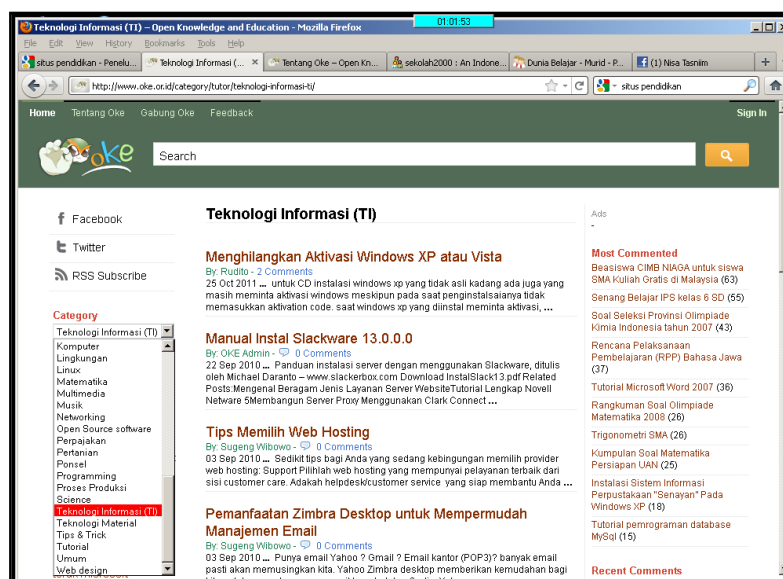 Teknologi Informasi (TI) – Open Knowledge and Education - Mozilla Firefox
01:01:53
File Edit View History Bookmarks Tools Help
situs pendidikan - Penelu...
Teknologi Informasi (...
Tentang Oke – Open Kn...
sekolah2000 : An Indone...
Dunia Belajar - Murid - P...
(1) Nisa Tasniim
http://www.oke.or.id/category/tutor/teknologi-informasi-ti/
situs pendidikan
Home Tentang Oke Gabung Oke Feedback
Sign In
oke
Search
Facebook
Twitter
RSS Subscribe
Category
Teknologi Informasi (TI)
Komputer
Lingkungan
Linux
Matematika
Multimedia
Musik
Networking
Open Source software
Perpajakan
Pertanian
Ponsel
Programming
Proses Produksi
Science
Teknologi Informasi (TI)
Teknologi Material
Tips & Trick
Tutorial
Umum
Web design
Teknologi Informasi (TI)
Menghilangkan Aktivasi Windows XP atau Vista
By: Rudito - 2 Comments
25 Oct 2011 ... untuk CD instalasi windows xp yang tidak asli kadang ada juga yang
masih meminta aktivasi windows meskipun pada saat penginstalsaianya tidak
memasukkan aktivation code. saat windows xp yang diinstal meminta aktivasi, ...
Manual Instal Slackware 13.0.0.0
By: OKE Admin - 0 Comments
22 Sep 2010 ... Panduan instalasi server dengan menggunakan Slackware, ditulis
oleh Michael Daranto – www.slackerbox.com Download InstalSlack13.pdf Related
Posts:Mengenal Beragam Jenis Layanan Server WebsiteTutorial Lengkap Novell
Netware 5Membangun Server Proxy Menggunakan Clark Connect ...
Tips Memilih Web Hosting
By: Sugeng Wibowo - 0 Comments
03 Sep 2010 ... Sedikit tips bagi Anda yang sedang kebingungan memilih provider
web hosting: Support Pilihlah web hosting yang mempunyai pelayanan terbaik dari
sisi customer care. Adakah helpdesk/customer service yang siap membantu Anda ...
Pemanfaatan Zimbra Desktop untuk Mempermudah
Manajemen Email
By: Sugeng Wibowo - 0 Comments
03 Sep 2010 ... Punya email Yahoo ? Gmail ? Email kantor (POP3)? banyak email
pasti akan memusingkan kita. Yahoo Zimbra desktop memberikan kemudahan bagi
Ads
-
Most Commented
Beasiswa CIMB NIAGA untuk siswa
SMA Kuliah Gratis di Malaysia (63)
Senang Belajar IPS kelas 6 SD (55)
Soal Seleksi Provinsi Olimpiade
Kimia Indonesia tahun 2007 (43)
Rencana Pelaksanaan
Pembelajaran (RPP) Bahasa Jawa
(37)
Tutorial Microsoft Word 2007 (36)
Rangkuman Soal Olimpiade
Matematika 2008 (26)
Trigonometri SMA (26)
Kumpulan Soal Matematika
Persiapan UAN (25)
Instalasi Sistem Informasi
Perpustakaan "Senayan" Pada
Windows XP (18)
Tutorial pemrograman database
MySql (15)
Recent Comments